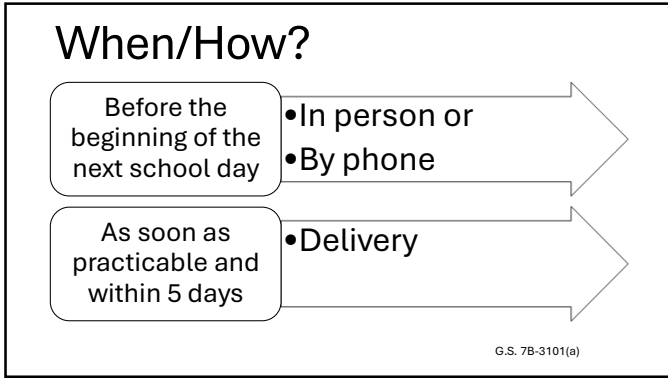 When/How?
Before the
beginning of the
next school day
•In person or
•By phone
As soon as
practicable and
within 5 days
•Delivery
G.S. 7B-3101(a)